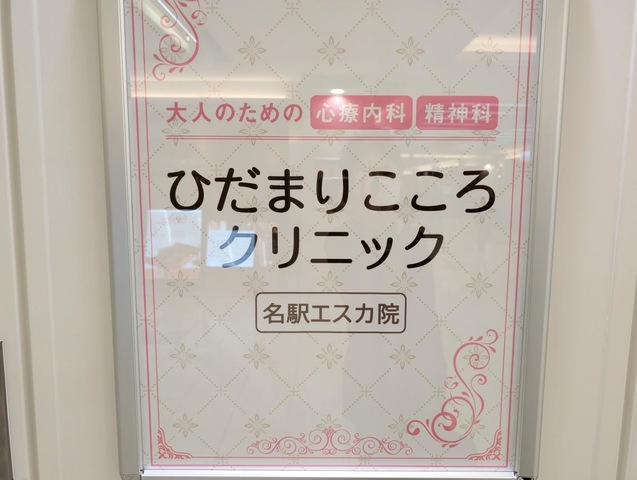 大人のための 心療内科 精神科
ひだまりこころ
クリニック
名駅エスカ院